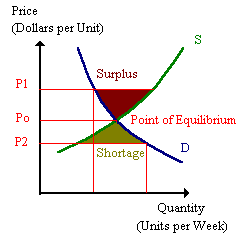 Price
(Dollars per Unit)
S
Surplus
P1
Po
Point of Equilibrium
P2
Shortage
D
Quantity
(Units per Week)